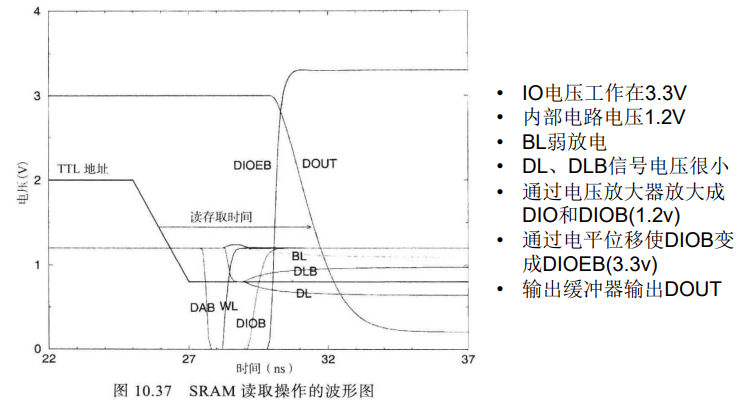 4
3
2
1
0
电压(V)
TTL 地址
读存取时间
DIOEB
DOUT
BL
DLB
DL
DAB
WL
DIOB
22
27
32
37
时间(ns)
图 10.37 SRAM 读取操作的波形图
• IO电压工作在3.3V
• 内部电路电压1.2V
• BL弱放电
• DL、DLB信号电压很小
• 通过电压放大器放大成
DIO和DIOB(1.2v)
• 通过电平位移使DIOB变
成DIOEB(3.3v)
• 输出缓冲器输出DOUT